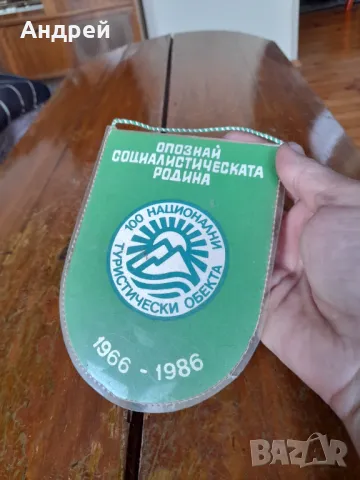 Андрей
ОПОЗНАЙ
СОЦИАЛИСТИЧЕСКАТА
РОДИНА
100 НАЦИОНАЛНИ
ТУРИСТИЧЕСКИ ОБЕКТА
1966 - 1986
BAZAR